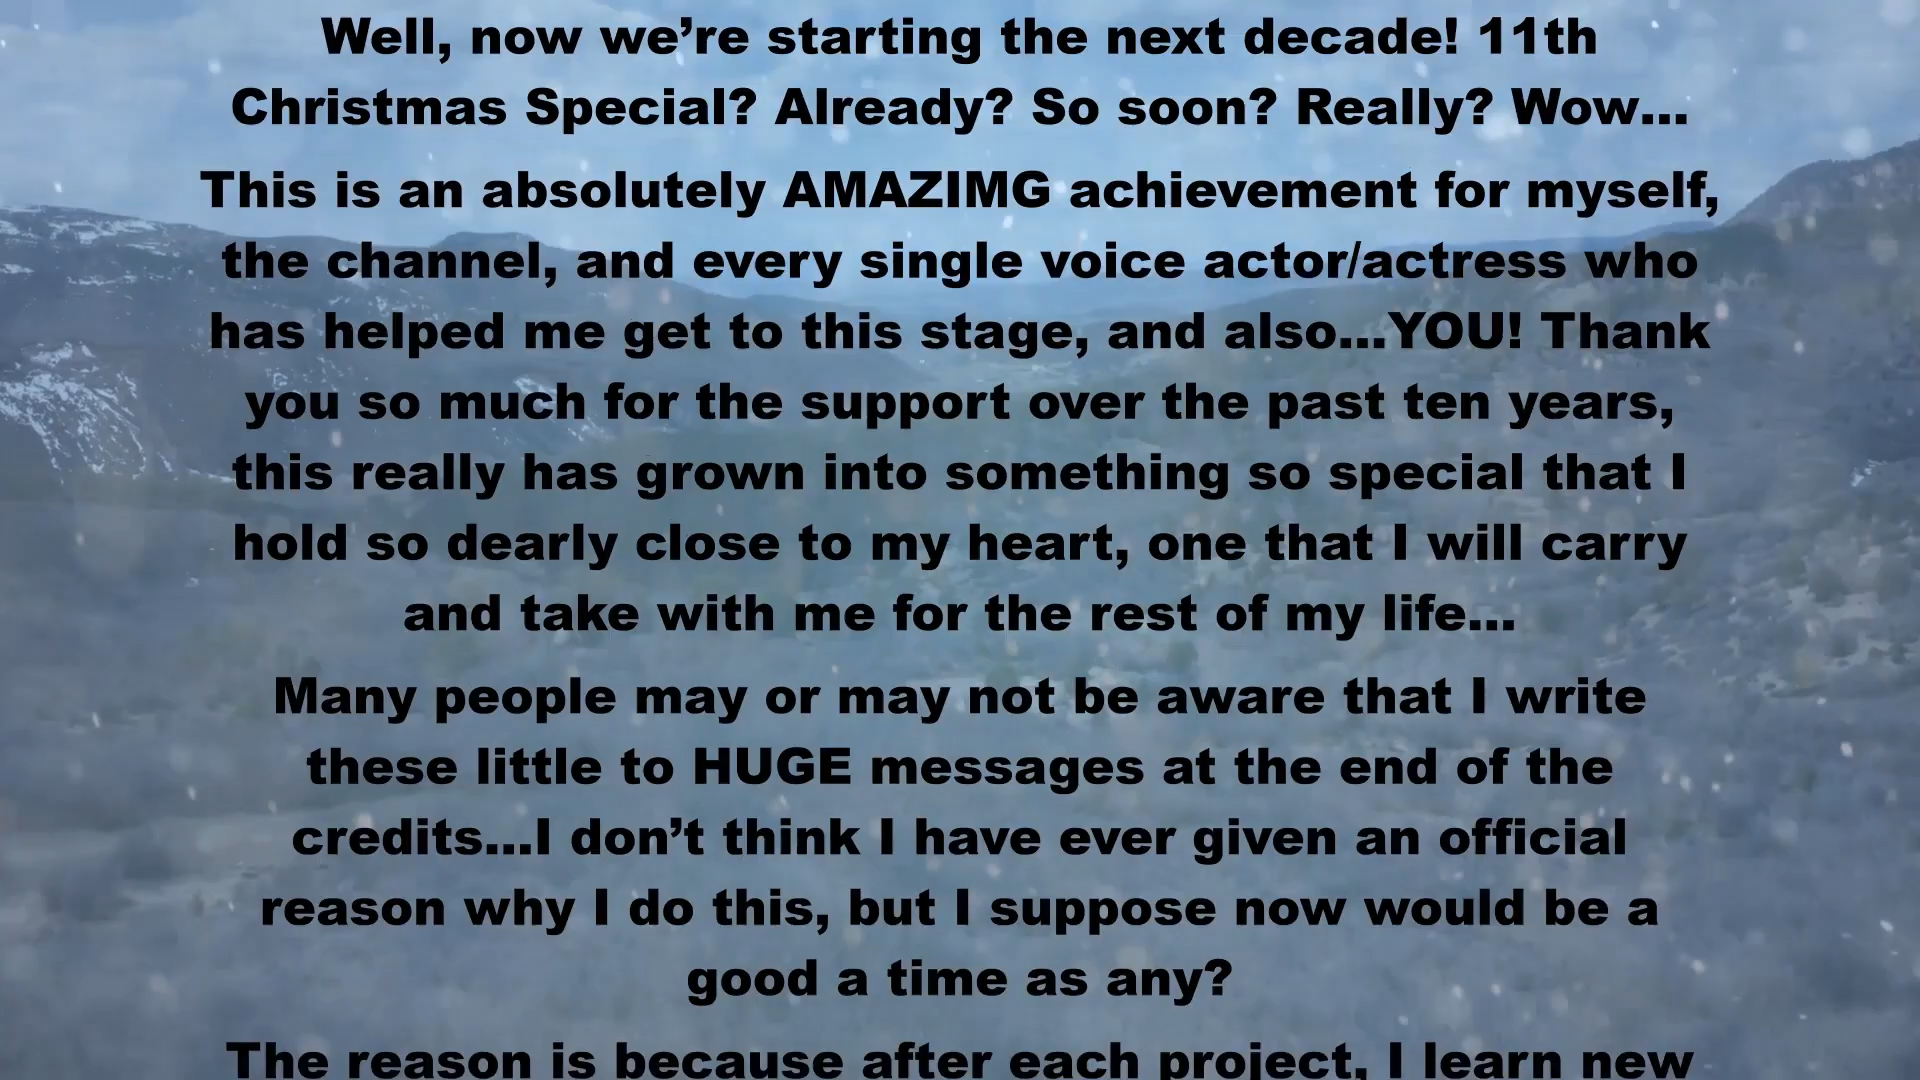 Well, now we’re starting the next decade! 11th
Christmas Special? Already? So soon? Really? Wow...
This is an absolutely AMAZIMG achievement for myself,
the channel, and every single voice actor/actress who
has helped me get to this stage, and also...YOU! Thank
you so much for the support over the past ten years,
this really has grown into something so special that I
hold so dearly close to my heart, one that I will carry
and take with me for the rest of my life...
Many people may or may not be aware that I write
these little to HUGE messages at the end of the
credits...I don’t think I have ever given an official
reason why I do this, but I suppose now would be a
good a time as any?
The reason is because after each project, I learn new